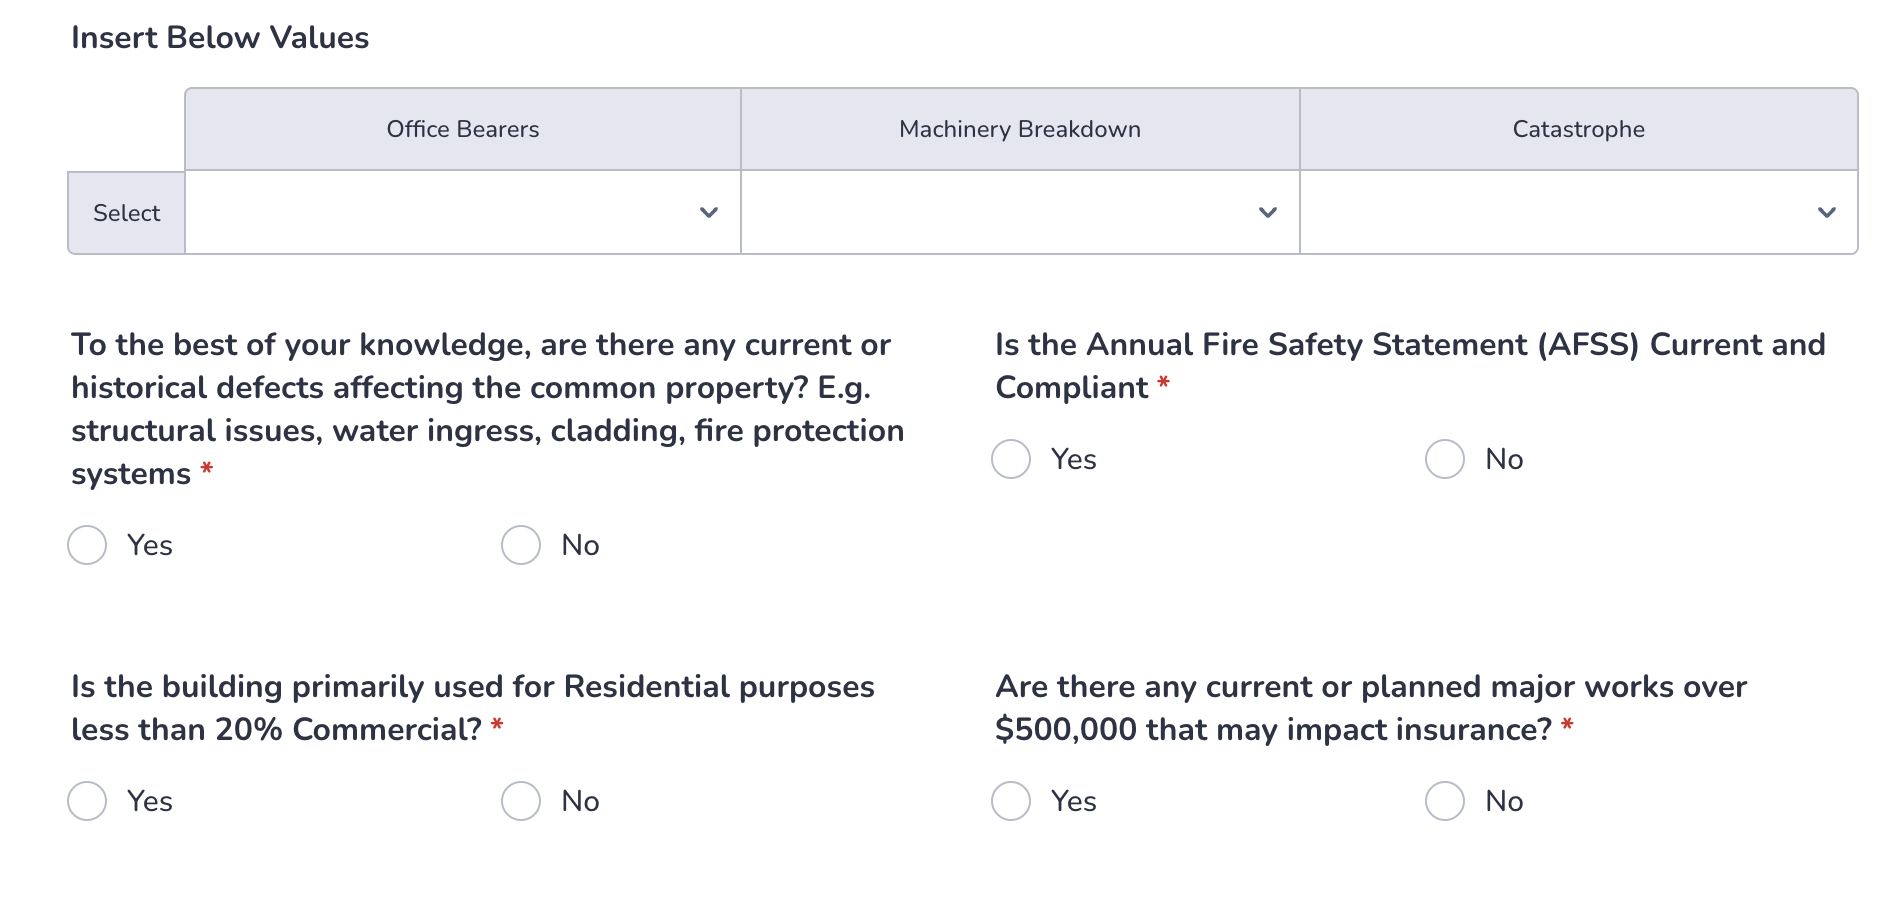 Insert Below Values
Office Bearers
Machinery Breakdown
Catastrophe
Select
To the best of your knowledge, are there any current or
historical defects affecting the common property? E.g.
structural issues, water ingress, cladding, fire protection
systems *
Yes
No
Is the Annual Fire Safety Statement (AFSS) Current and
Compliant *
Yes
No
Is the building primarily used for Residential purposes
less than 20% Commercial? *
Yes
No
Are there any current or planned major works over
$500,000 that may impact insurance? *
Yes
No